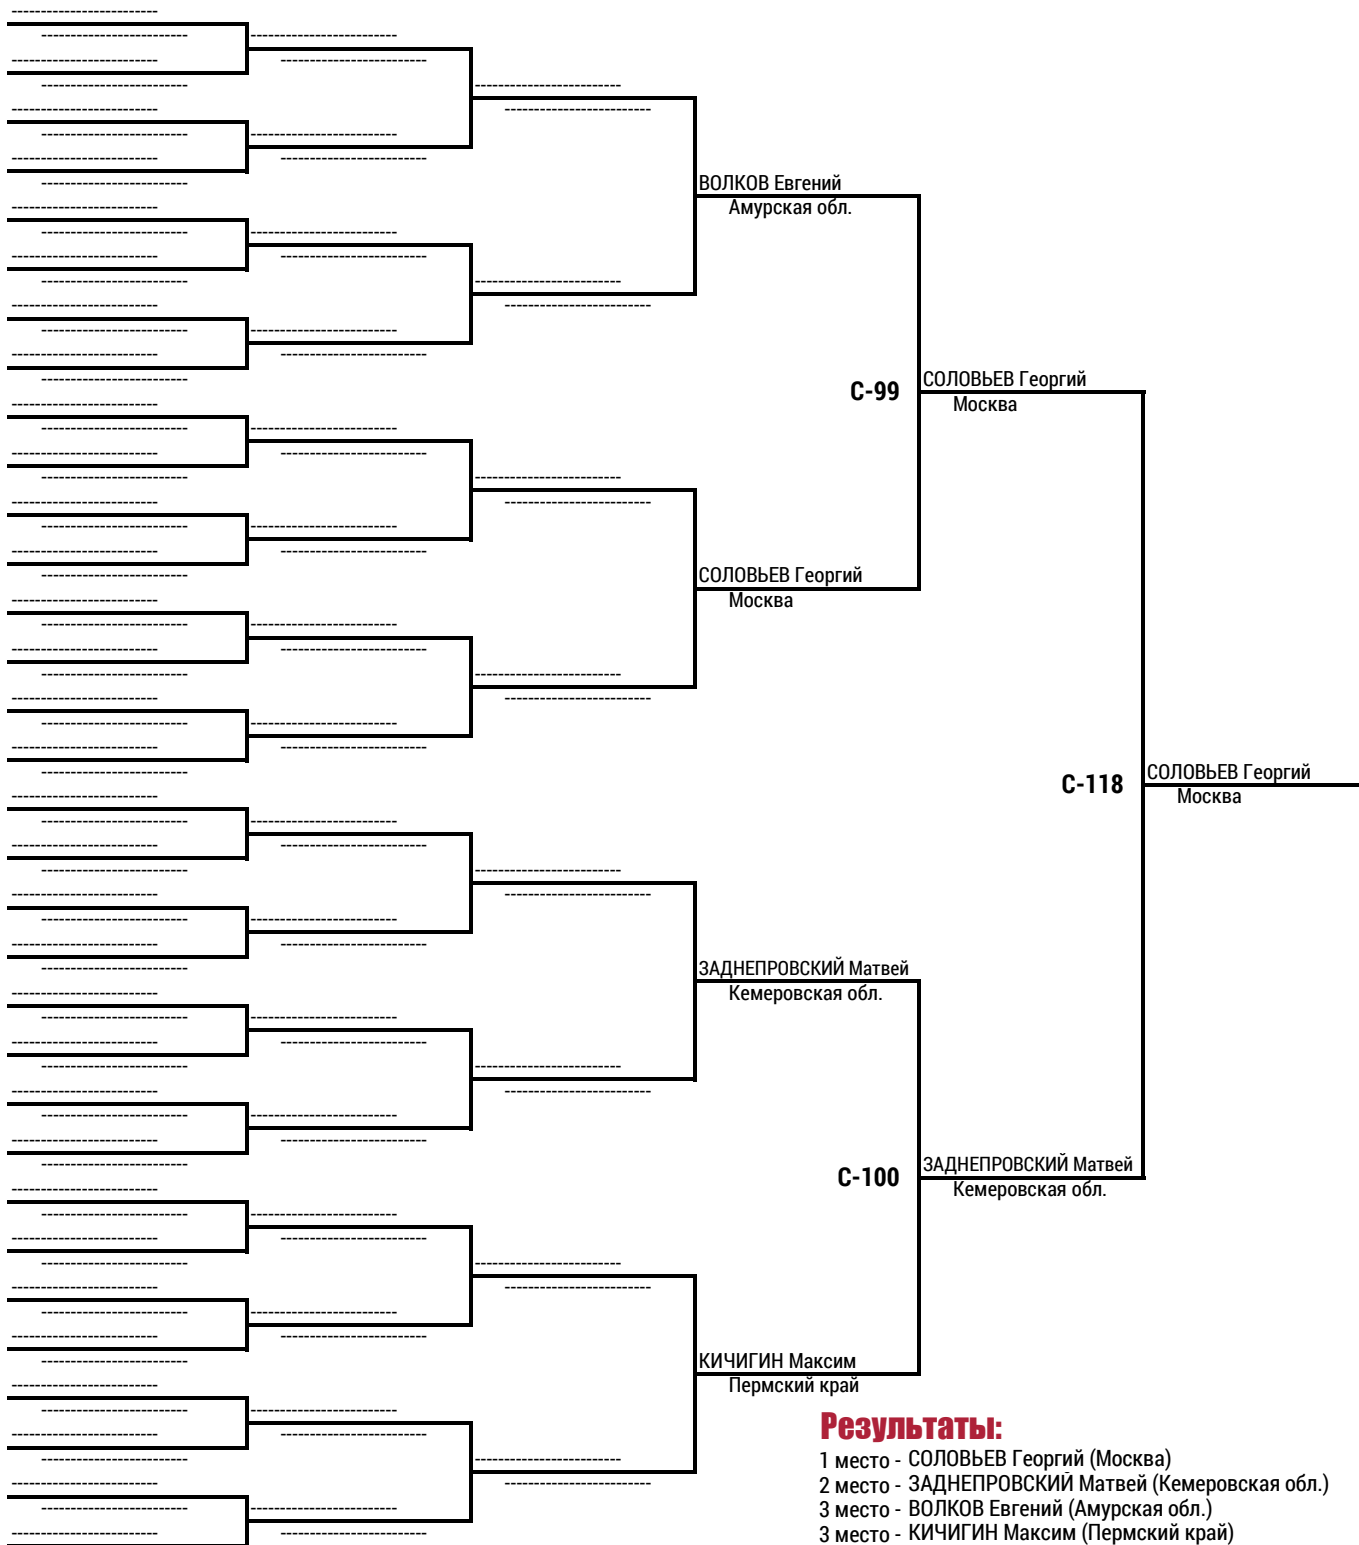 ВОЛКОВ Евгений
Амурская обл.
С-99
СОЛОВЬЕВ Георгий
Москва
СОЛОВЬЕВ Георгий
Москва
С-118
СОЛОВЬЕВ Георгий
Москва
ЗАДНЕПРОВСКИЙ Матвей
Кемеровская обл.
С-100
ЗАДНЕПРОВСКИЙ Матвей
Кемеровская обл.
КИЧИГИН Максим
Пермский край
Результаты:
1 место - СОЛОВЬЕВ Георгий (Москва)
2 место - ЗАДНЕПРОВСКИЙ Матвей (Кемеровская обл.)
3 место - ВОЛКОВ Евгений (Амурская обл.)
3 место - КИЧИГИН Максим (Пермский край)